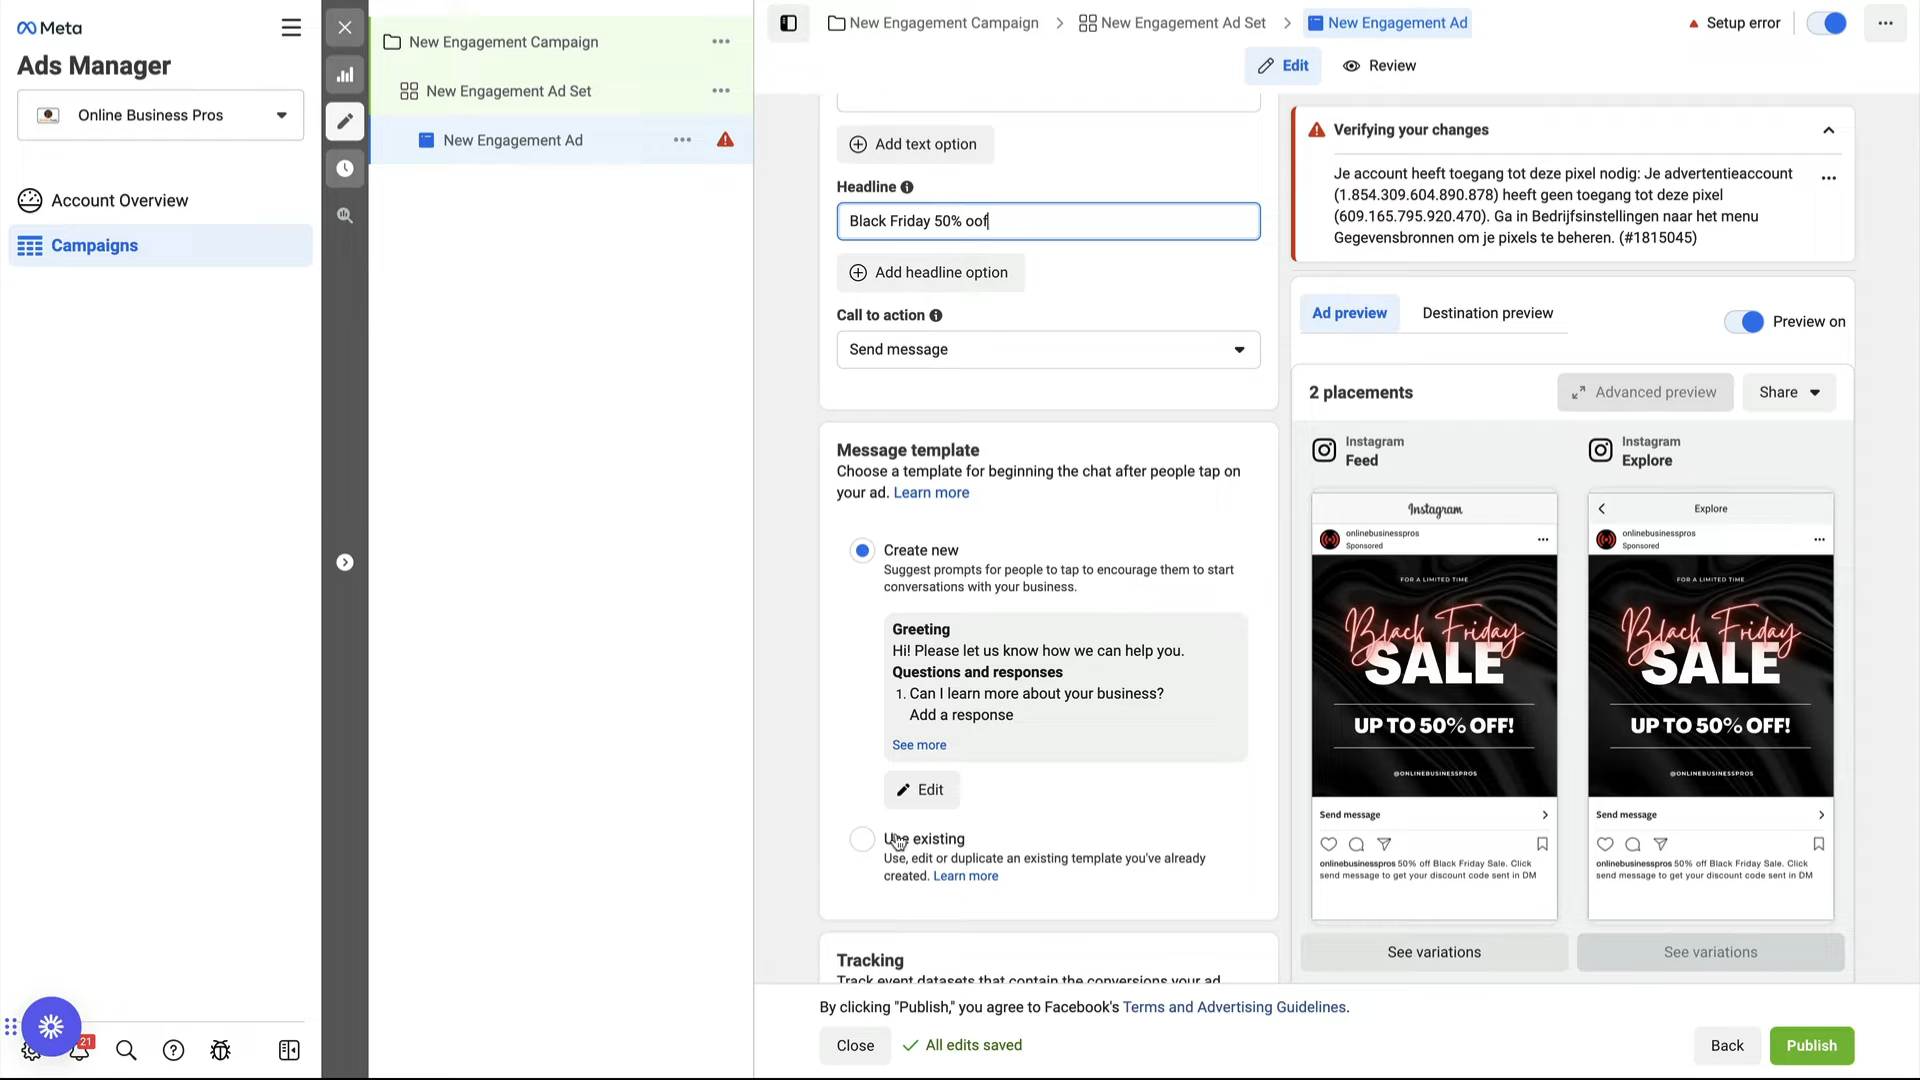 Meta
Ads Manager
Online Business Pros
Account Overview
Campaigns
21
New Engagement Campaign
New Engagement Ad Set
New Engagement Ad
New Engagement Campaign
New Engagement Ad Set
New Engagement Ad
Setup error
Edit
Review
Add text option
Headline
Black Friday 50% oof
Add headline option
Call to action
Send message
Message template
Choose a template for beginning the chat after people tap on
your ad. Learn more
Create new
Suggest prompts for people to tap to encourage them to start
conversations with your business.
Greeting
Hi! Please let us know how we can help you.
Questions and responses
1. Can I learn more about your business?
Add a response
See more
Edit
Use existing
Use, edit or duplicate an existing template you've already
created. Learn more
Tracking
Track event datasets that contain the conversions your ad
Verifying your changes
Je account heeft toegang tot deze pixel nodig: Je advertentieaccount
(1.854.309.604.890.878) heeft geen toegang tot deze pixel
(609.165.795.920.470). Ga in Bedrijfsinstellingen naar het menu
Gegevensbronnen om je pixels te beheren. (#1815045)
Ad preview
Destination preview
Preview on
2 placements
Advanced preview
Share
Instagram
Feed
Instagram
onlinebusinesspros
Sponsored
FOR A LIMITED TIME
Black Friday
SALE
UP TO 50% OFF!
@ONLINEBUSINESSPROS
Send message
onlinebusinesspros 50% off Black Friday Sale. Click
send message to get your discount code sent in DM
See variations
Instagram
Explore
Explore
onlinebusinesspros
Sponsored
FOR A LIMITED TIME
Black Friday
SALE
UP TO 50% OFF!
@ONLINEBUSINESSPROS
Send message
onlinebusinesspros 50% off Black Friday Sale. Click
send message to get your discount code sent in DM
See variations
By clicking "Publish," you agree to Facebook's Terms and Advertising Guidelines.
Close
All edits saved
Back
Publish